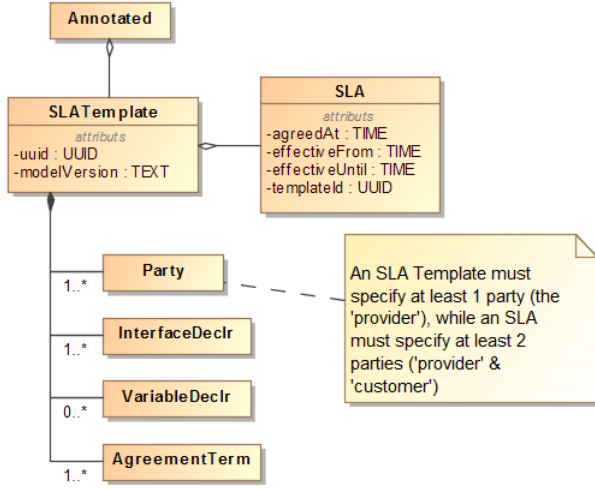 Annotated
SLATemplate
attributs
-uuid : UUID
-modelVersion : TEXT
SLA
attributes
-agreedAt : TIME
-effectiveFrom : TIME
-effectiveUntil : TIME
-templateId : UUID
Party
1..*
InterfaceDeclr
1..*
VariableDeclr
0..*
AgreementTerm
1..*
An SLA Template must
specify at least 1 party (the
'provider'), while an SLA
must specify at least 2
parties ('provider' &
'customer')